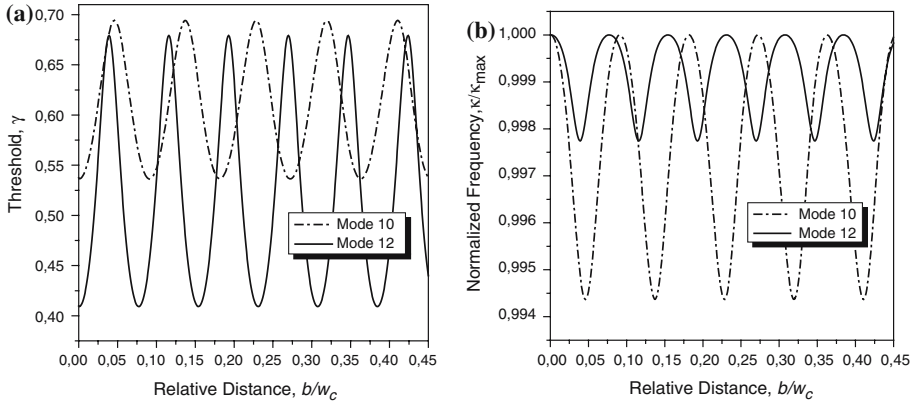 (a)
0,70
0,65
0,60
0,55
0,50
0,45
0,40
Threshold, γ
Mode 10
Mode 12
0,00 0,05 0,10 0,15 0,20 0,25 0,30 0,35 0,40 0,45
Relative Distance, b/wc
(b)
1,000
0,999
0,998
0,997
0,996
0,995
0,994
Normalized Frequency,κ/κmax
Mode 10
Mode 12
0,00 0,05 0,10 0,15 0,20 0,25 0,30 0,35 0,40 0,45
Relative Distance, b/wc